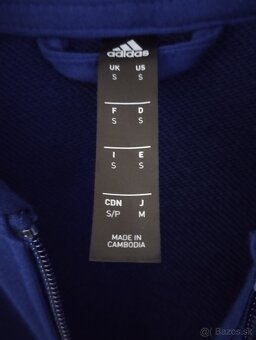 adidas
UK US
S S
F D
S S
I E
S S
CDN J
S/P M
MADE IN
CAMBODIA
Bazos.sk